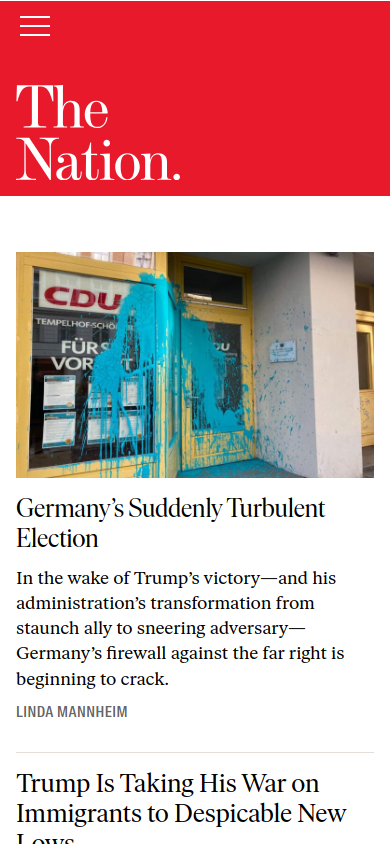 The
Nation.
CDU
TEMPELHOF-SCHÖ
FÜR
VOR
DU
Germany's Suddenly Turbulent
Election
In the wake of Trump's victory—and his
administration's transformation from
staunch ally to sneering adversary—
Germany's firewall against the far right is
beginning to crack.
LINDA MANNHEIM
Trump Is Taking His War on
Immigrants to Despicable New
Lows